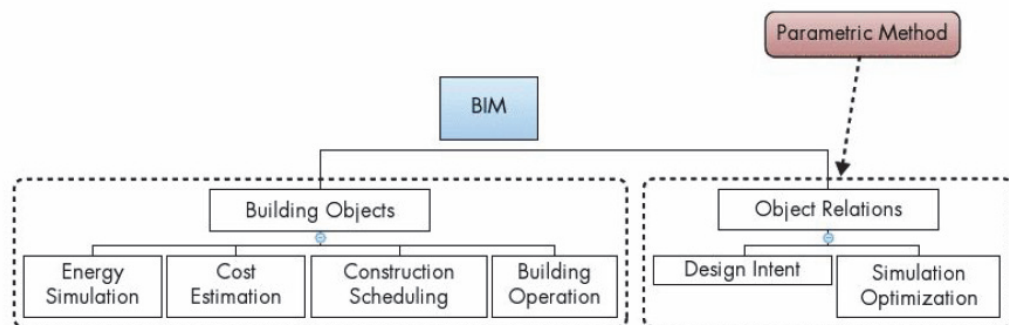 Parametric Method
BIM
Building Objects
Object Relations
Energy
Simulation
Cost
Estimation
Construction
Scheduling
Building
Operation
Design Intent
Simulation
Optimization